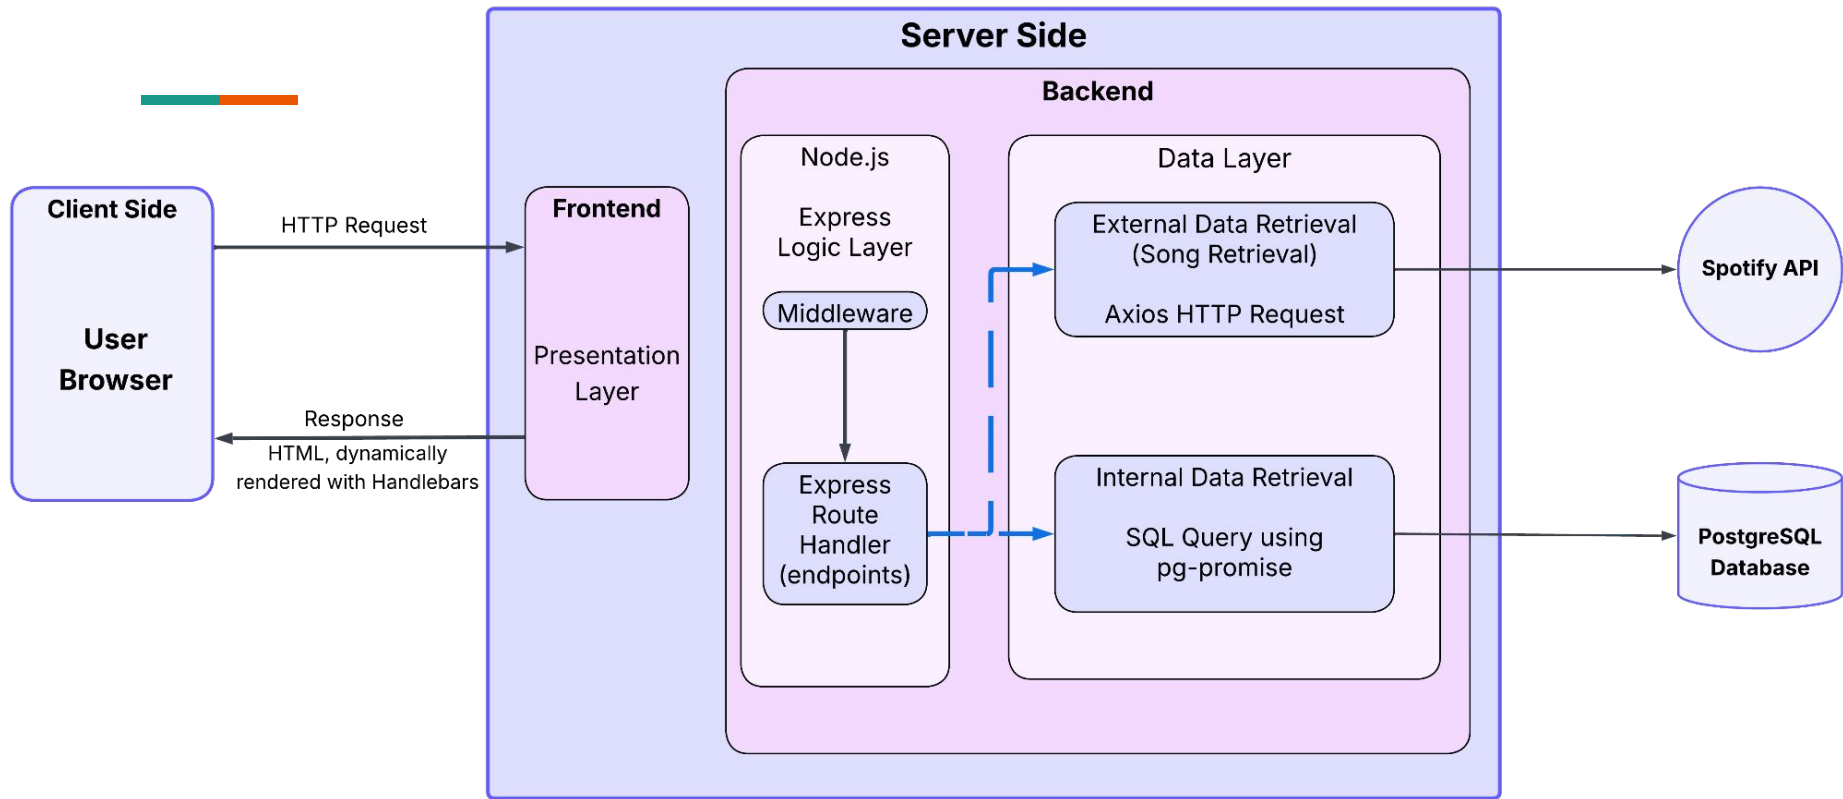 Server Side
Backend
Client Side
User
Browser
HTTP Request
Response
HTML, dynamically
rendered with Handlebars
Frontend
Presentation
Layer
Node.js
Express
Logic Layer
Middleware
Express
Route
Handler
(endpoints)
Data Layer
External Data Retrieval
(Song Retrieval)
Axios HTTP Request
Internal Data Retrieval
SQL Query using
pg-promise
Spotify API
PostgreSQL
Database